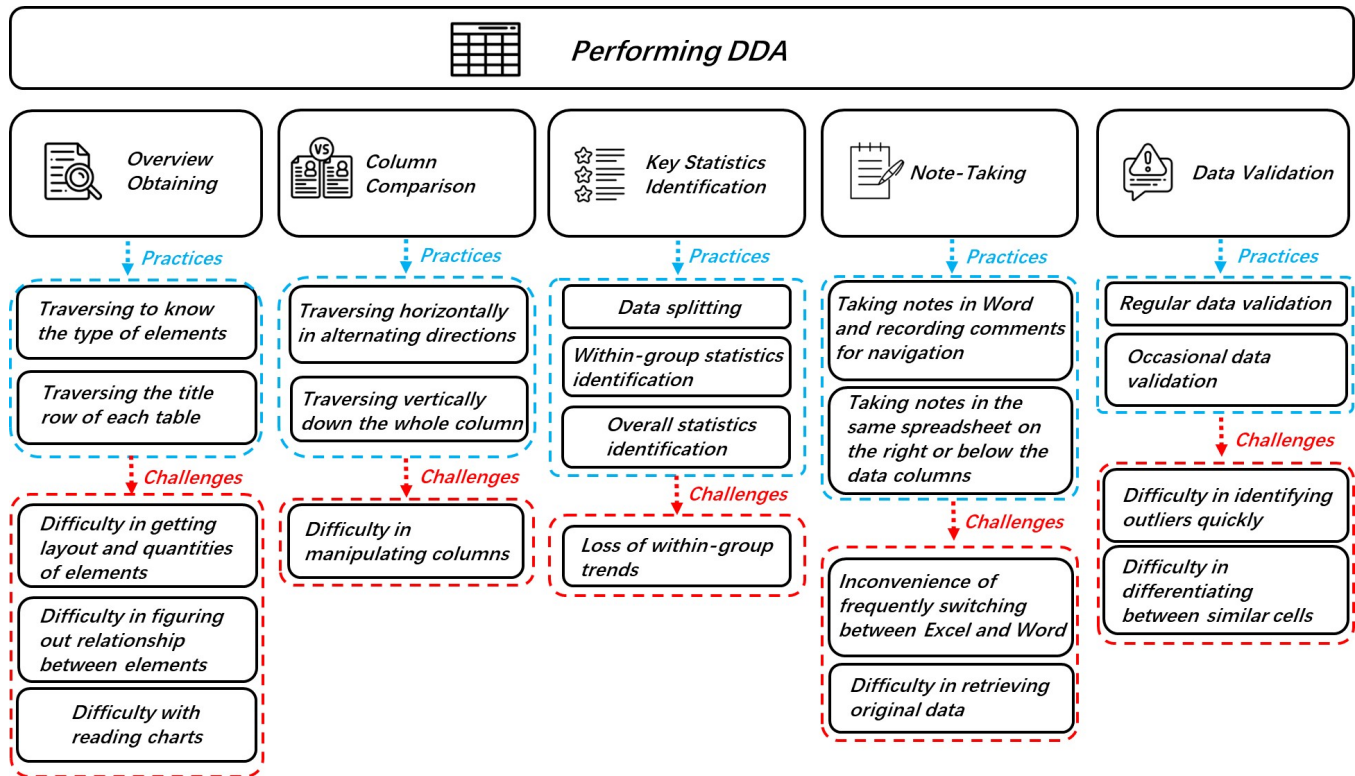 Performing DDA
Overview
Obtaining
VS
Column
Comparison
Key Statistics
Identification
Note-Taking
Data Validation
Practices
Practices
Practices
Practices
Practices
Traversing to know
the type of elements
Traversing the title
row of each table
Challenges
Difficulty in getting
layout and quantities
of elements
Difficulty in figuring
out relationship
between elements
Difficulty with
reading charts
Traversing horizontally
in alternating directions
Traversing vertically
down the whole column
Challenges
Difficulty in
manipulating columns
Data splitting
Within-group statistics
identification
Overall statistics
identification
Challenges
Loss of within-group
trends
Taking notes in Word
and recording comments
for navigation
Taking notes in the
same spreadsheet on
the right or below the
data columns
Challenges
Inconvenience of
frequently switching
between Excel and Word
Difficulty in retrieving
original data
Regular data validation
Occasional data
validation
Challenges
Difficulty in identifying
outliers quickly
Difficulty in
differentiating
between similar cells